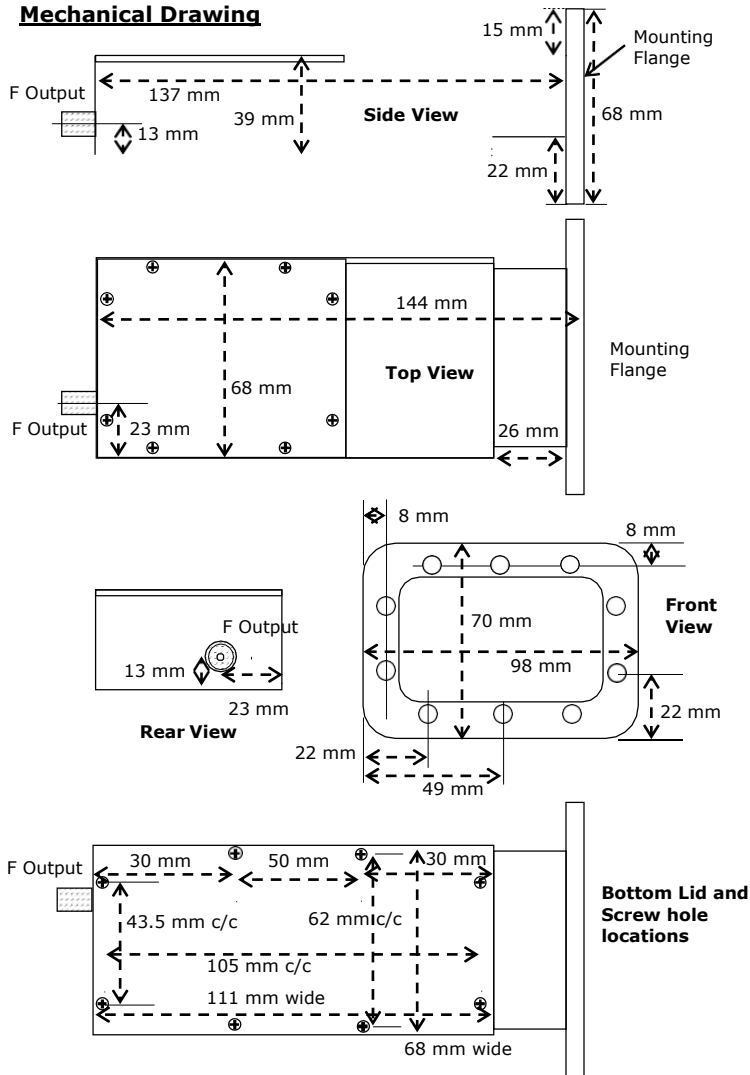 Mechanical Drawing
15 mm
Mounting
Flange
F Output
137 mm
39 mm
Side View
68 mm
13 mm
22 mm
144 mm
Top View
Mounting
Flange
68 mm
F Output
23 mm
26 mm
8 mm
8 mm
F Output
70 mm
Front
View
13 mm
98 mm
23 mm
22 mm
Rear View
22 mm
49 mm
F Output
30 mm
50 mm
30 mm
Bottom Lid and
Screw hole
locations
43.5 mm c/c
62 mm c/c
105 mm c/c
111 mm wide
68 mm wide